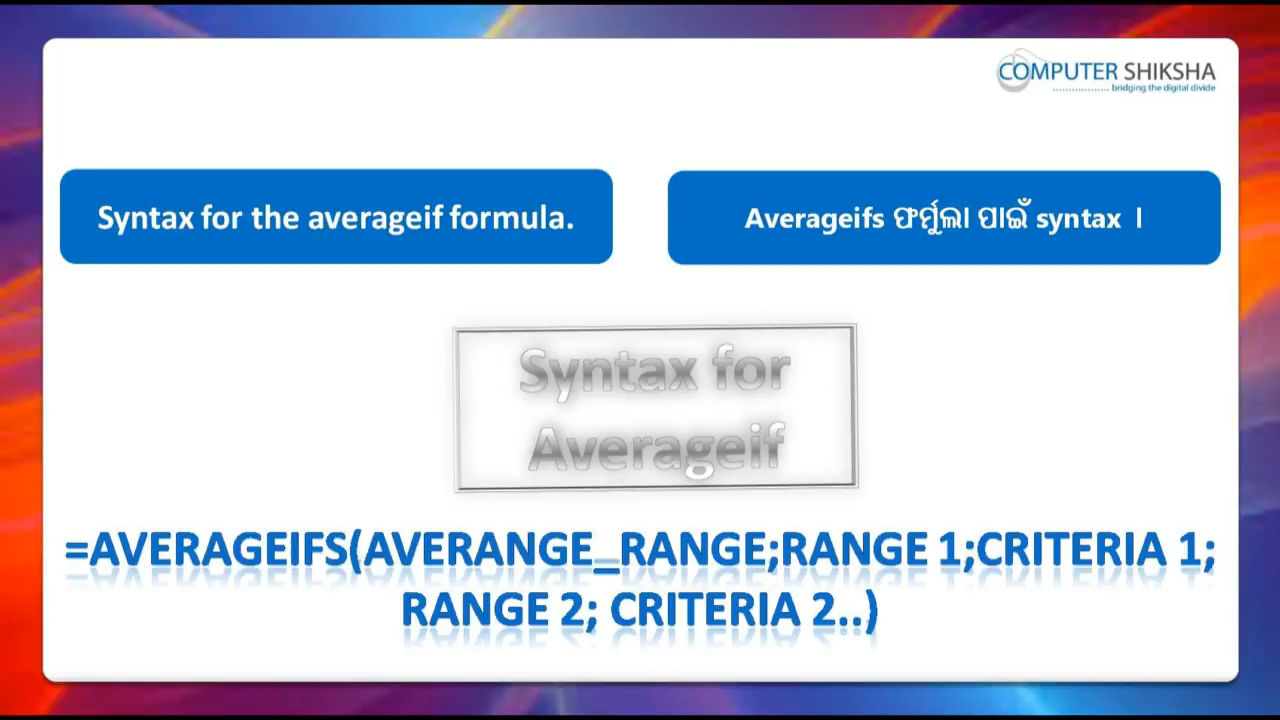 COMPUTER SHIKSHA
bridging the digital divide
Syntax for the averageif formula.
Averageifs ଫର୍ମୁଲା ପାଇଁ syntax ।
Syntax for
Averageif
=AVERAGEIFS(AVERANGE_RANGE;RANGE 1;CRITERIA 1;
RANGE 2; CRITERIA 2..)